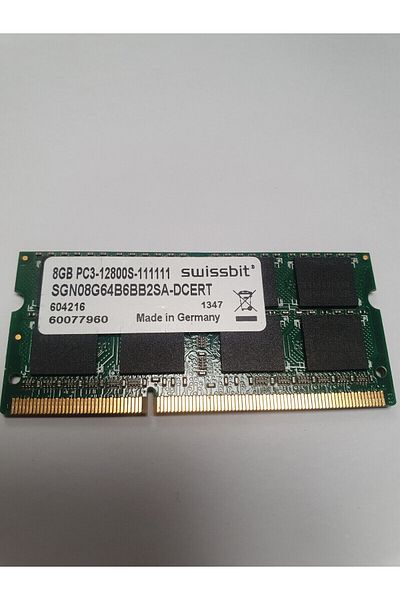 8GB PC3-12800S-111111 swissbit®
SGN08G64B6BB2SA-DCERT
604216 1347
60077960 Made in Germany